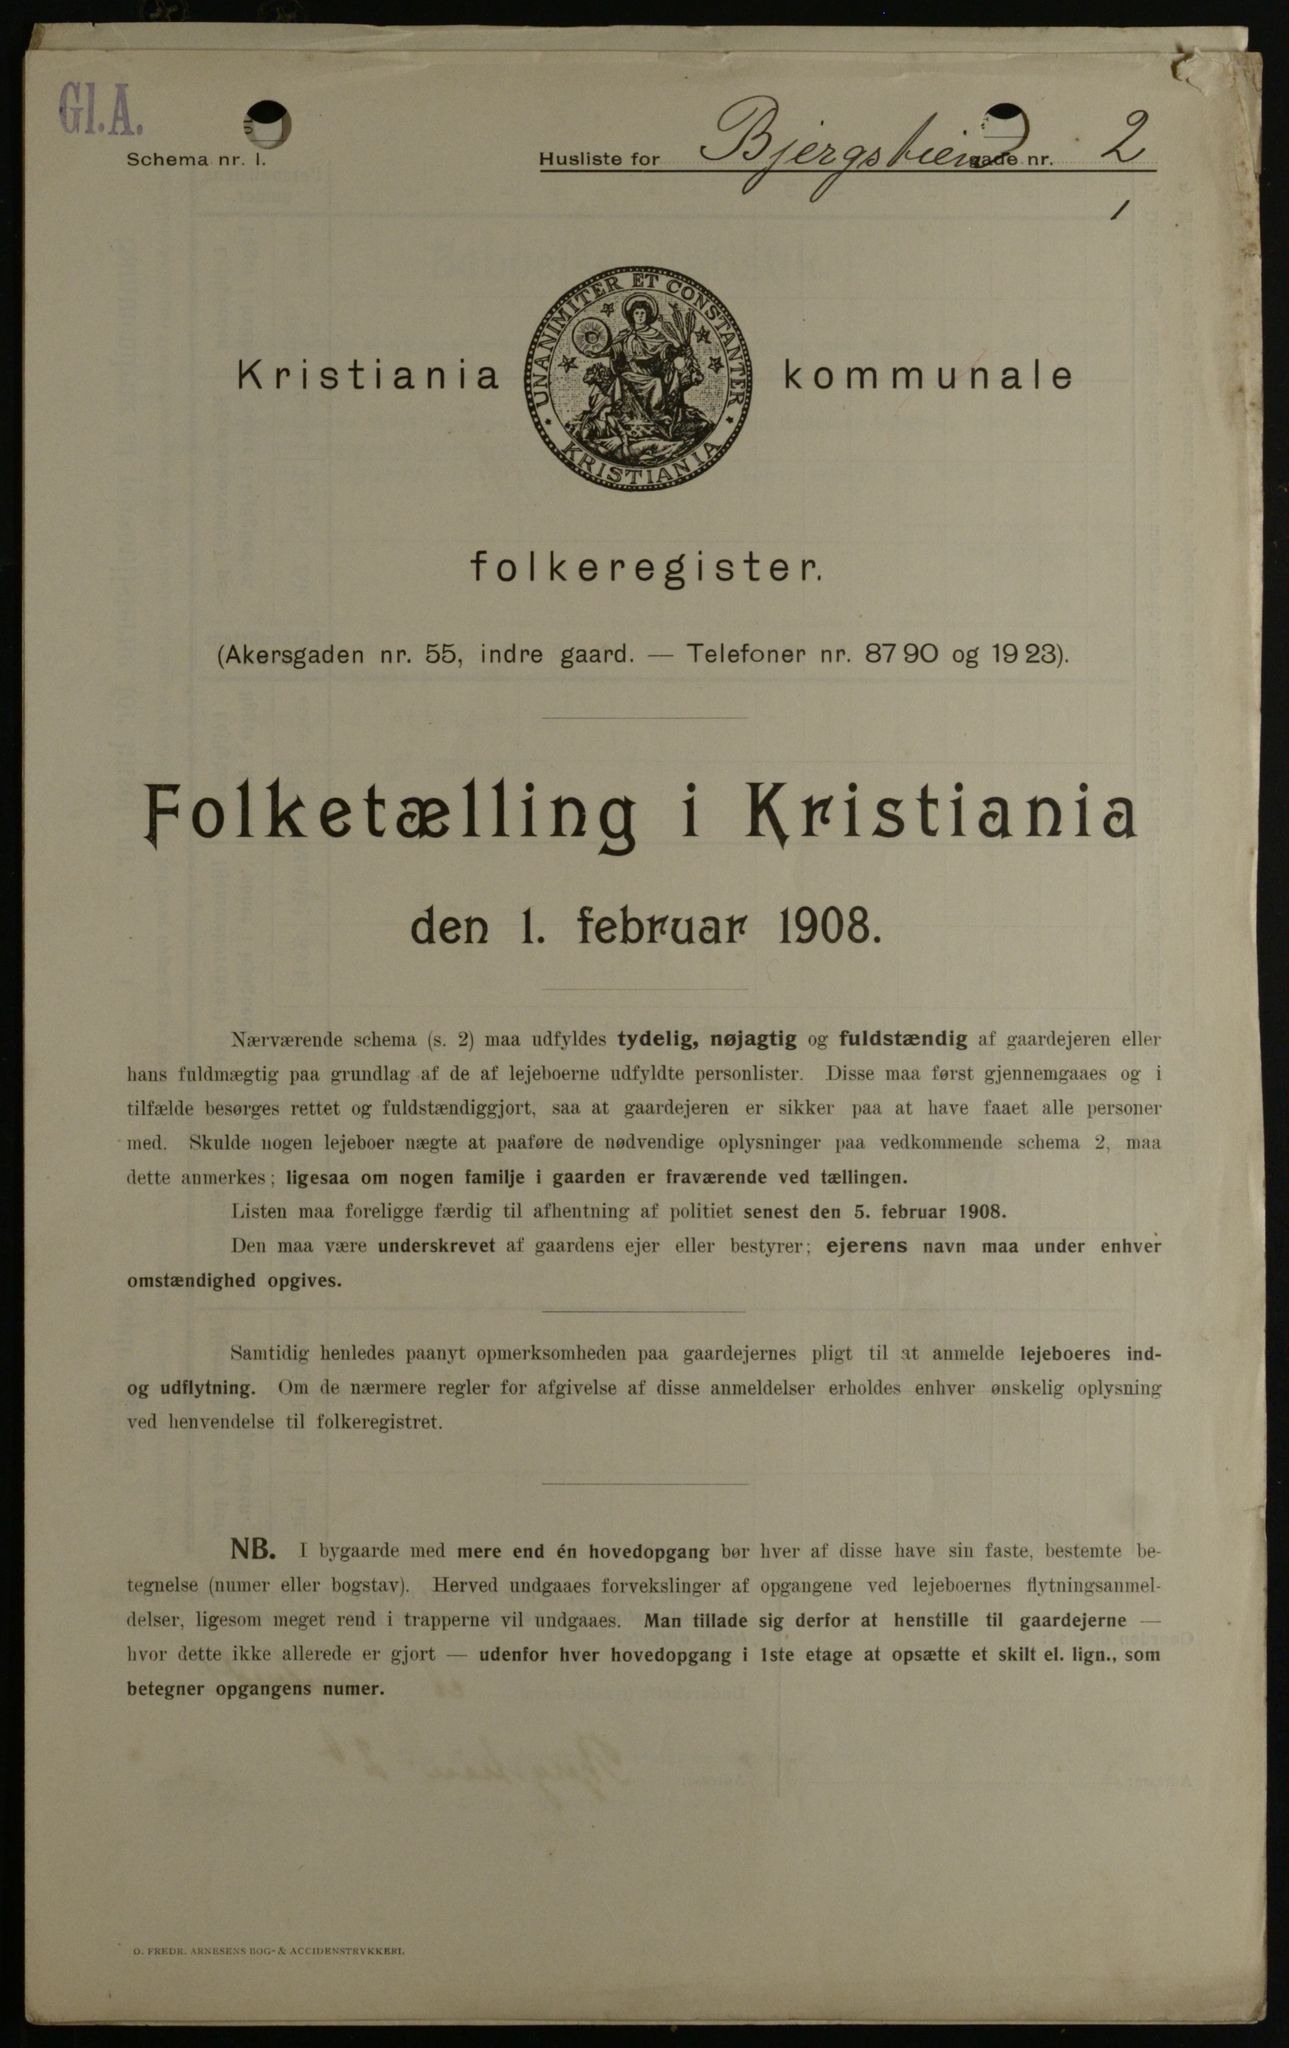 Gl.A.
Schema nr. 1.
Husliste for Bjergstien gade nr. 2
1
UNANIMITER ET CONSTANTER
KRISTIANIA
Kristiania kommunale
folkeregister.
(Akersgaden nr. 55, indre gaard. — Telefoner nr. 87 90 og 19 23).
Folketælling i Kristiania
den 1. februar 1908.
Nærværende schema (s. 2) maa udfyldes tydelig, nøjagtig og fuldstændig af gaardejeren eller
hans fuldmægtig paa grundlag af de af lejeboerne udfyldte personlister. Disse maa først gjennemgaaes og i
tilfælde besørges rettet og fuldstændiggjort, saa at gaardejeren er sikker paa at have faaet alle personer
med. Skulde nogen lejeboer nægte at paaføre de nødvendige oplysninger paa vedkommende schema 2, maa
dette anmerkes; ligesaa om nogen familje i gaarden er fraværende ved tællingen.
Listen maa foreligge færdig til afhentning af politiet senest den 5. februar 1908.
Den maa være underskrevet af gaardens ejer eller bestyrer; ejerens navn maa under enhver
omstændighed opgives.
Samtidig henledes paanyt opmerksomheden paa gaardejernes pligt til at anmelde lejeboeres ind-
og udflytning. Om de nærmere regler for afgivelse af disse anmeldelser erholdes enhver ønskelig oplysning
ved henvendelse til folkeregistret.
NB. I bygaarde med mere end én hovedopgang bør hver af disse have sin faste, bestemte be-
tegnelse (numer eller bogstav). Herved undgaaes forvekslinger af opgangene ved lejeboernes flytningsanmel-
delser, ligesom meget rend i trapperne vil undgaaes. Man tillade sig derfor at henstille til gaardejerne —
hvor dette ikke allerede er gjort — udenfor hver hovedopgang i 1ste etage at opsætte et skilt el. lign., som
betegner opgangens numer.
O. FREDR. ARNESENS BOG- & ACCIDENSTRYKKERI.